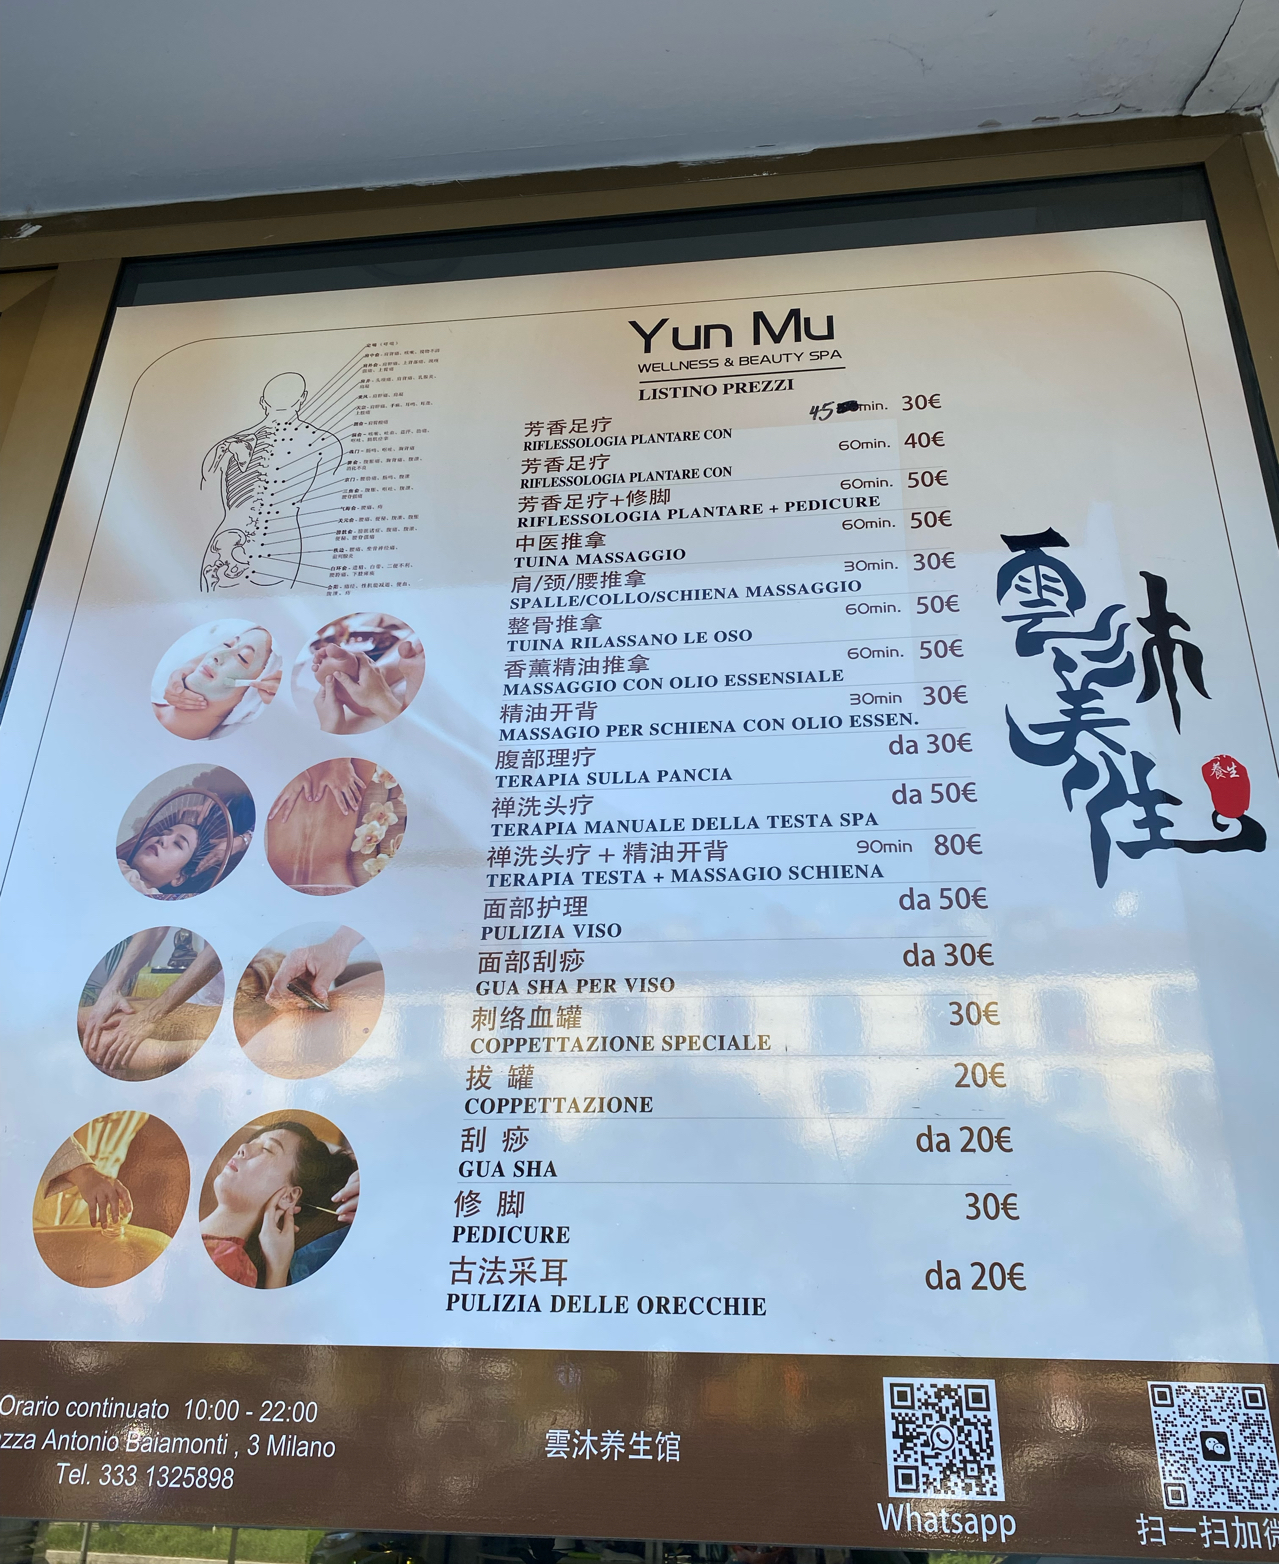 Yun Mu
WELLNESS & BEAUTY SPA
LISTINO PREZZI
芳香足疗 45 min. 30€
RIFLESSOLOGIA PLANTARE CON
芳香足疗 60min. 40€
RIFLESSOLOGIA PLANTARE CON
芳香足疗+修脚 60min. 50€
RIFLESSOLOGIA PLANTARE + PEDICURE
中医推拿 60min. 50€
TUINA MASSAGGIO
肩/颈/腰推拿 30min. 30€
SPALLE/COLLO/SCHIENA MASSAGGIO
整骨推拿 60min. 50€
TUINA RILASSANO LE OSO
香薰精油推拿 60min. 50€
MASSAGGIO CON OLIO ESSENSIALE
精油开背 30min 30€
MASSAGIO PER SCHIENA CON OLIO ESSEN.
腹部理疗 da 30€
TERAPIA SULLA PANCIA
禅洗头疗 da 50€
TERAPIA MANUALE DELLA TESTA SPA
禅洗头疗 + 精油开背 90min 80€
TERAPIA TESTA + MASSAGIO SCHIENA
面部护理 da 50€
PULIZIA VISO
面部刮痧 da 30€
GUA SHA PER VISO
刺络血罐 30€
COPPETTAZIONE SPECIALE
拔 罐 20€
COPPETTAZIONE
刮 痧 da 20€
GUA SHA
修 脚 30€
PEDICURE
古法采耳 da 20€
PULIZIA DELLE ORECCHIE
雲沐
养生
养生
Orario continuato 10:00 - 22:00
Antonio Baiamonti , 3 Milano
Tel. 333 1325898
雲沐养生馆
Whatsapp
扫一扫加微